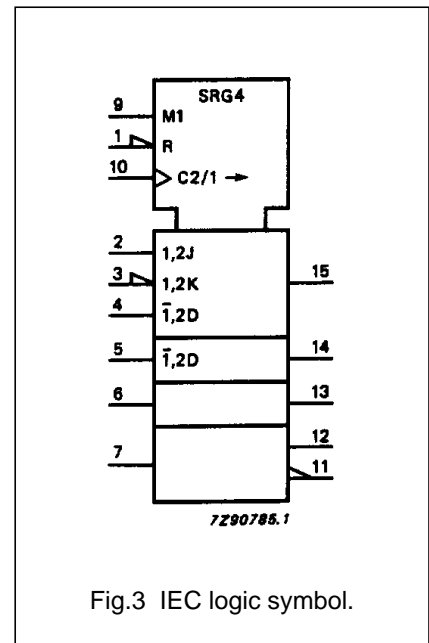 SRG4
9 M1
1 R
10 C2/1 →
2 1,2J
3 1,2K 15
4 1̅,2D
5 1̅,2D 14
6 13
12
7
11
7Z90785.1
Fig.3 IEC logic symbol.